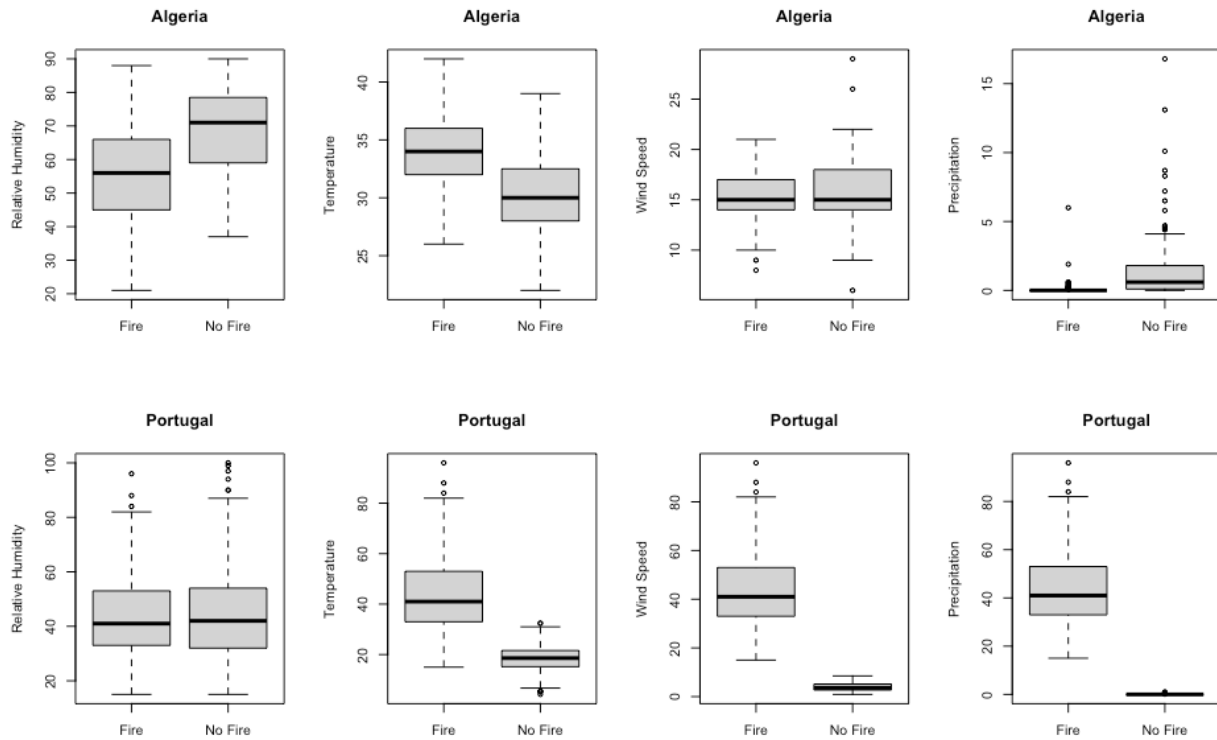 Algeria
Relative Humidity
90
80
70
60
50
40
30
20
Fire No Fire
Algeria
Temperature
40
35
30
25
Fire No Fire
Algeria
Wind Speed
25
20
15
10
Fire No Fire
Algeria
Precipitation
15
10
5
0
Fire No Fire
Portugal
Relative Humidity
100
80
60
40
20
Fire No Fire
Portugal
Temperature
80
60
40
20
Fire No Fire
Portugal
Wind Speed
80
60
40
20
0
Fire No Fire
Portugal
Precipitation
80
60
40
20
0
Fire No Fire